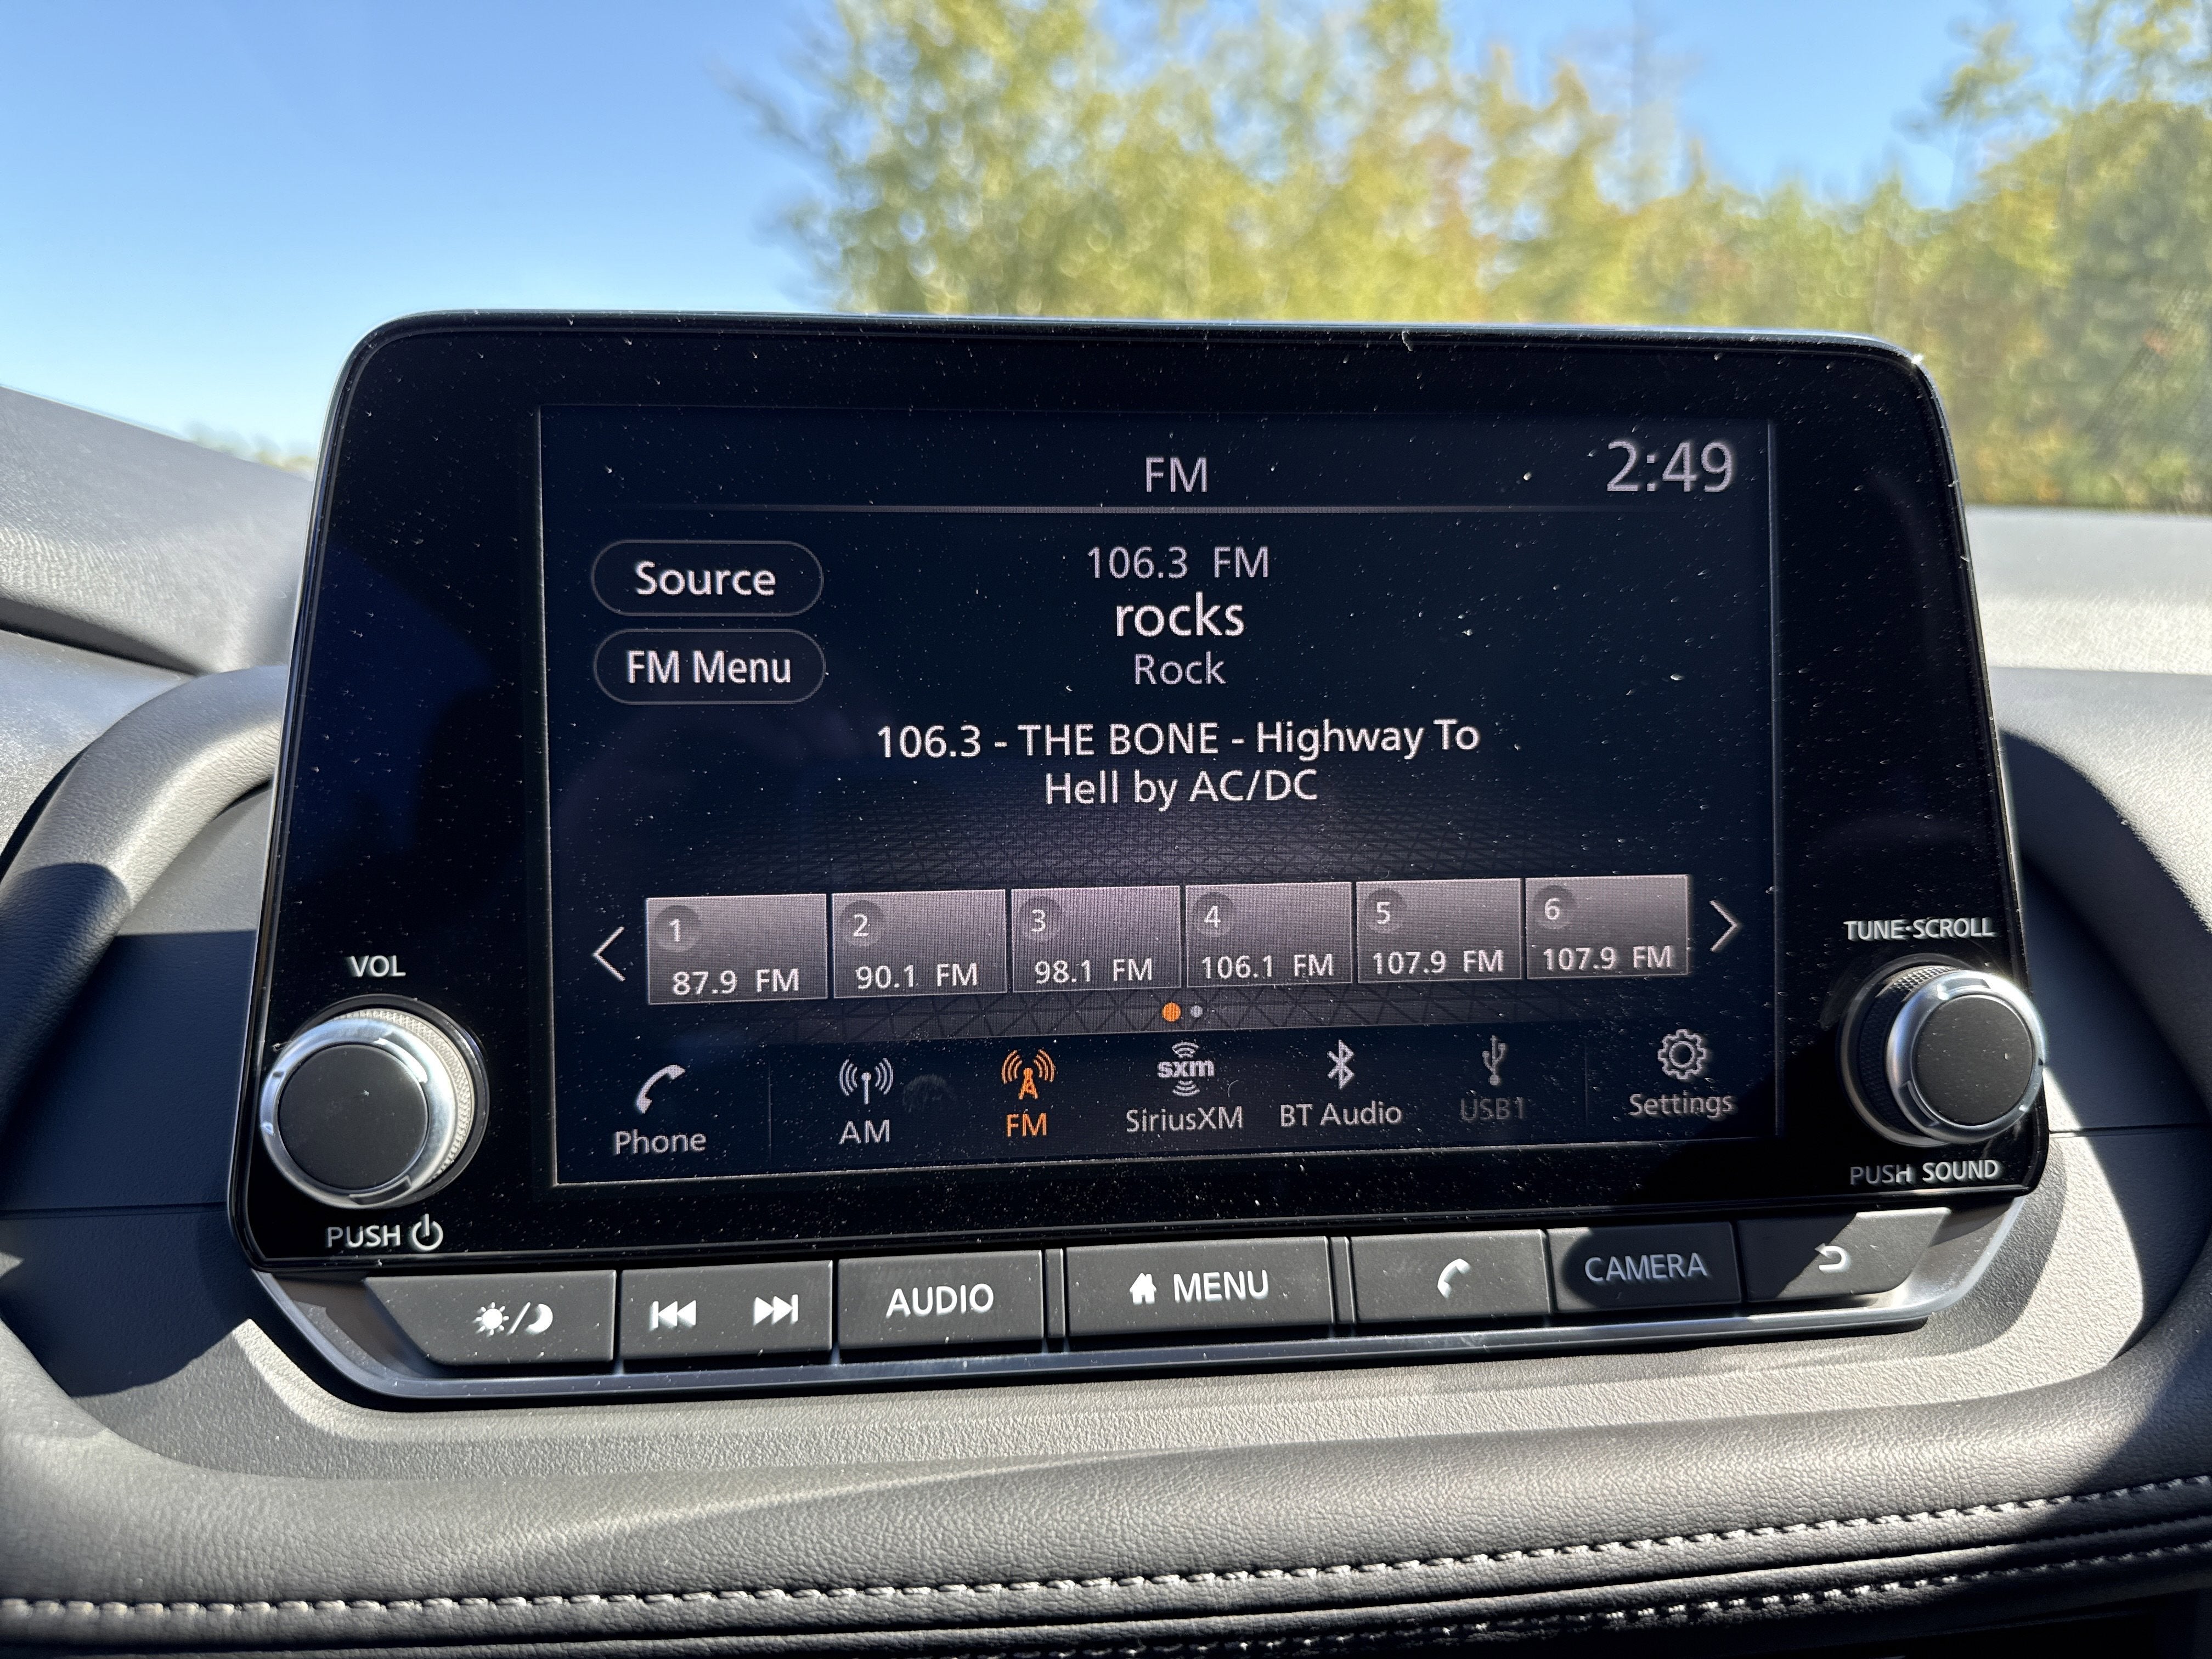 FM
2:49
Source
106.3 FM
rocks
FM Menu
Rock
106.3 - THE BONE - Highway To
Hell by AC/DC
1
2
3
4
5
6
87.9 FM
90.1 FM
98.1 FM
106.1 FM
107.9 FM
107.9 FM
VOL
TUNE·SCROLL
sxm
Phone
AM
FM
SiriusXM
BT Audio
USB1
Settings
PUSH
PUSH SOUND
AUDIO
MENU
CAMERA